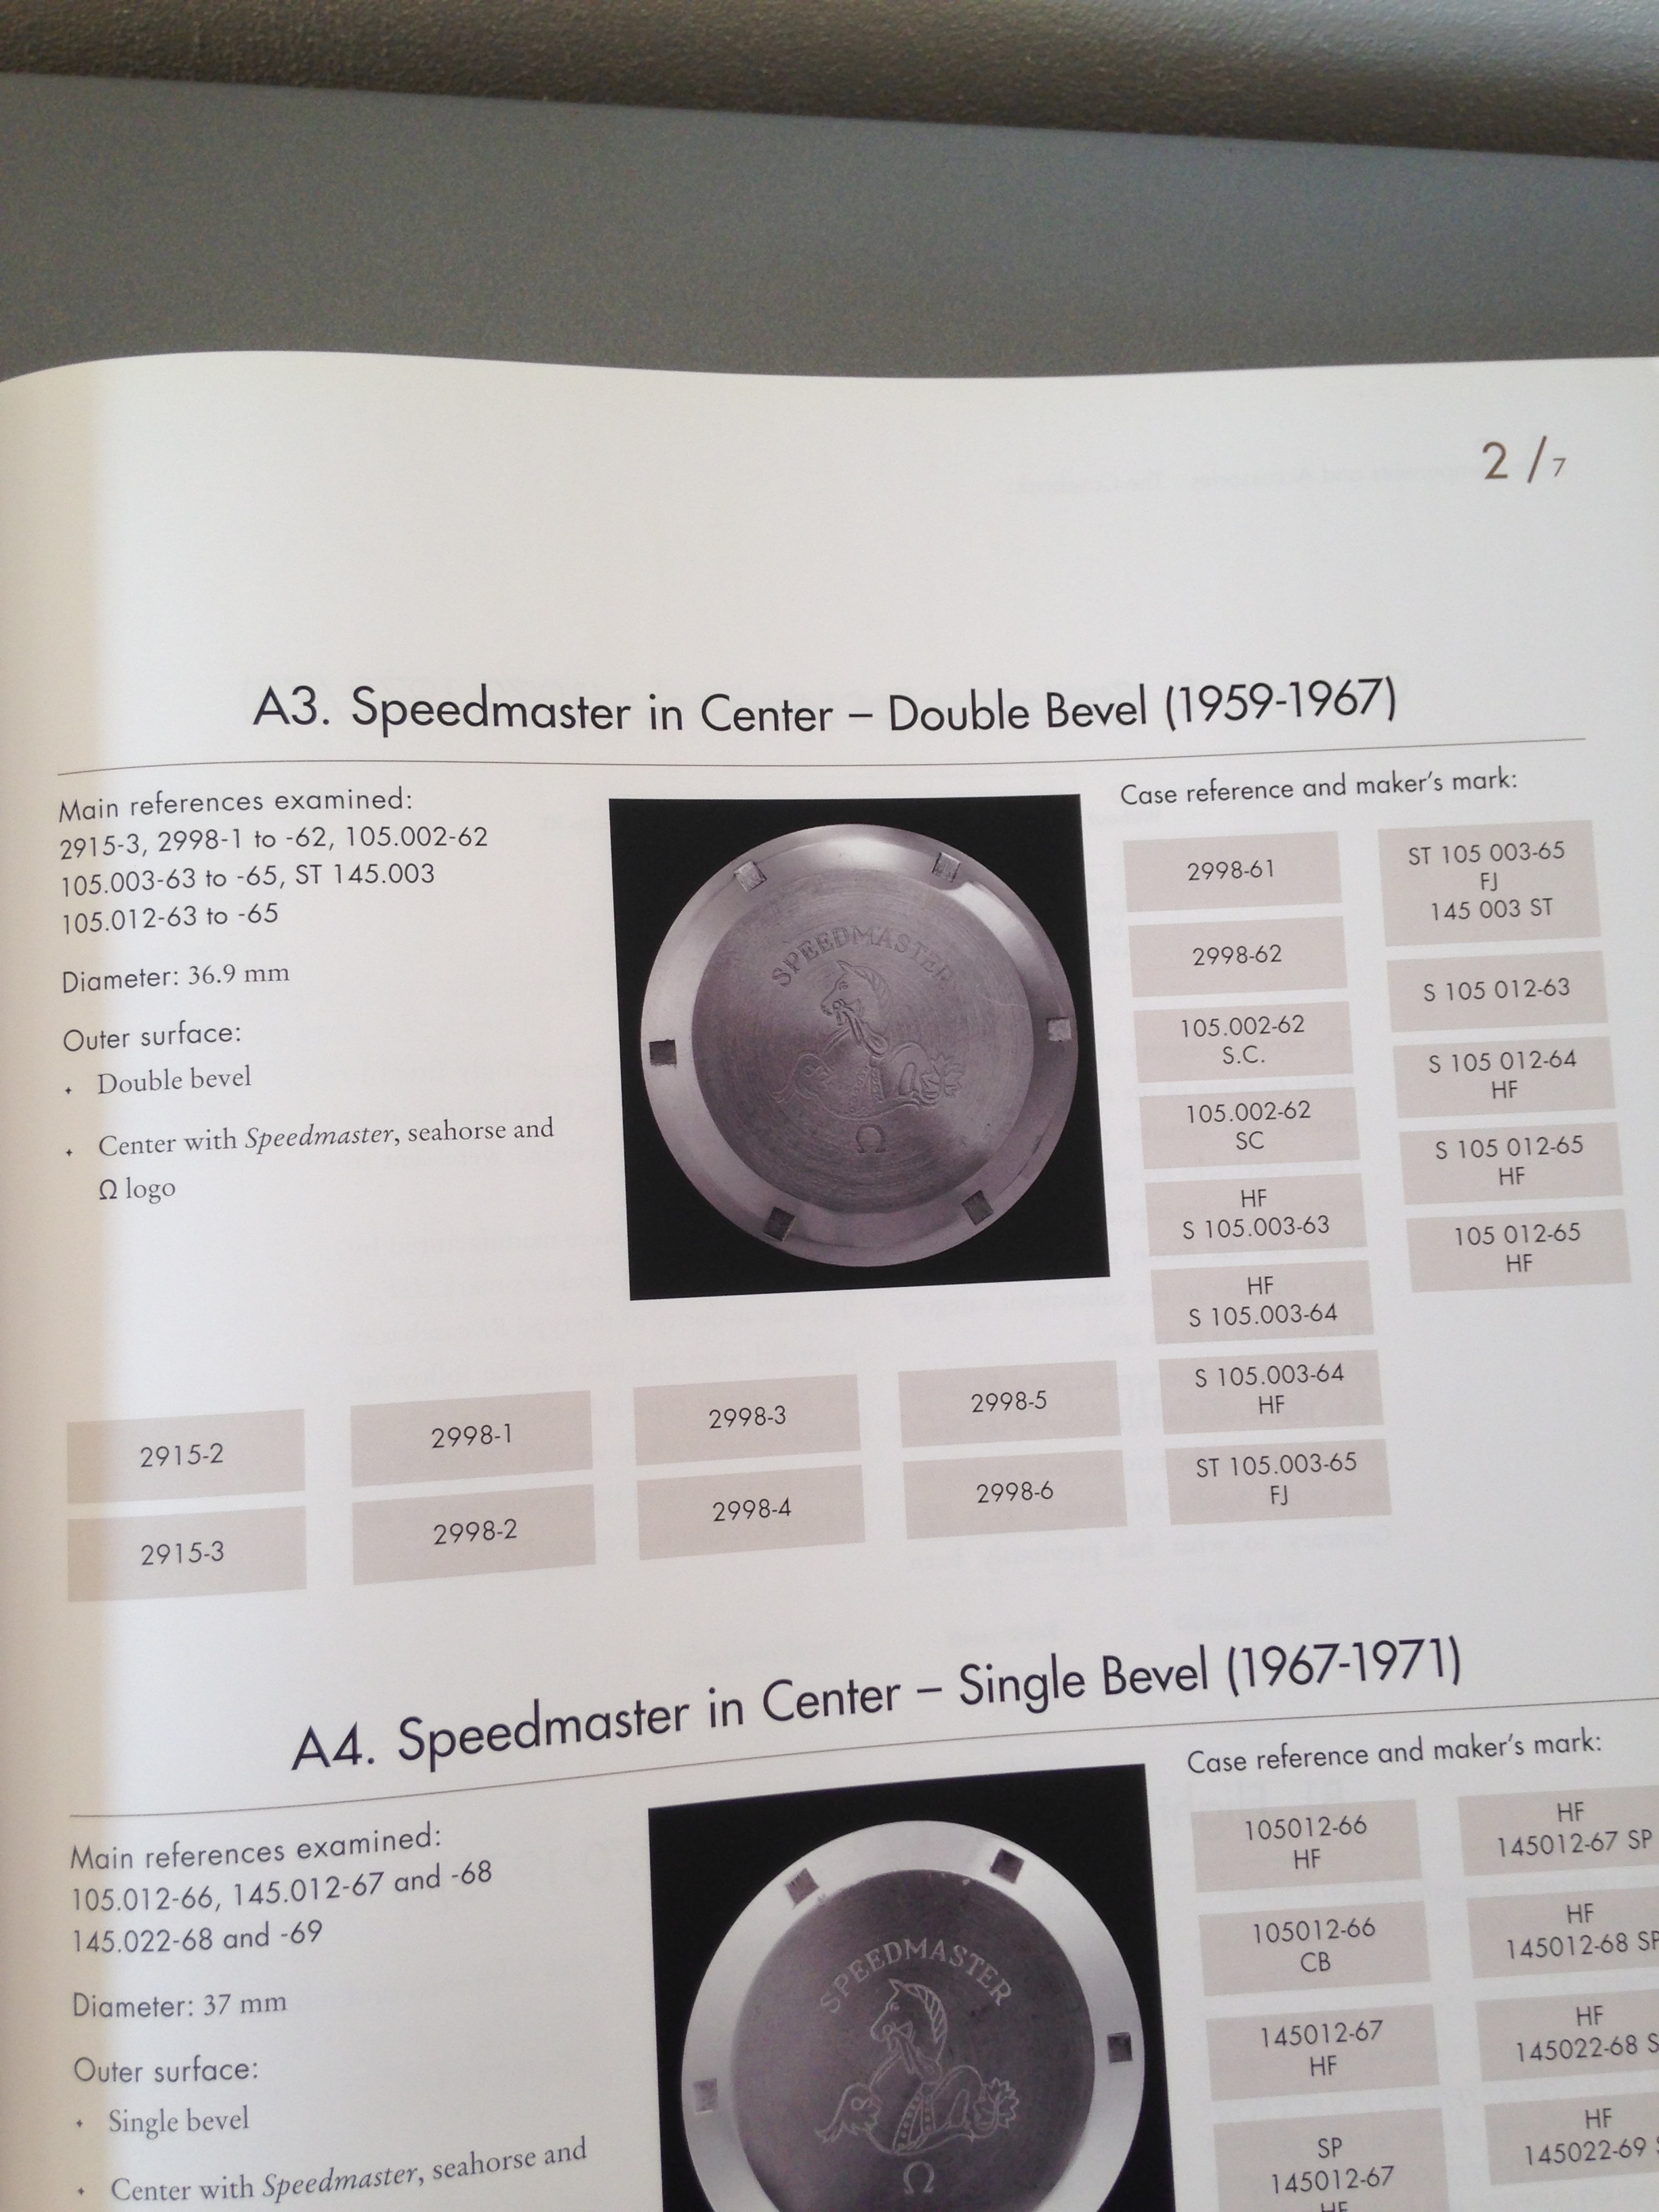 2 /7
A3. Speedmaster in Center – Double Bevel (1959-1967)
Main references examined:
2915-3, 2998-1 to -62, 105.002-62
105.003-63 to -65, ST 145.003
105.012-63 to -65
Diameter: 36.9 mm
Outer surface:
Double bevel
Center with Speedmaster, seahorse and
Ω logo
SPEEDMASTER
Ω
Case reference and maker's mark:
2998-61
2998-62
105.002-62
S.C.
105.002-62
SC
HF
S 105.003-63
HF
S 105.003-64
S 105.003-64
HF
ST 105.003-65
FJ
ST 105 003-65
FJ
145 003 ST
S 105 012-63
S 105 012-64
HF
S 105 012-65
HF
105 012-65
HF
2915-2
2915-3
2998-1
2998-2
2998-3
2998-4
2998-5
2998-6
A4. Speedmaster in Center – Single Bevel (1967-1971)
Main references examined:
105.012-66, 145.012-67 and -68
145.022-68 and -69
Diameter: 37 mm
Outer surface:
Single bevel
Center with Speedmaster, seahorse and
SPEEDMASTER
Ω
Case reference and maker's mark:
105012-66
HF
105012-66
CB
145012-67
HF
SP
145012-67
HF
HF
145012-67 SP
HF
145012-68 SP
HF
145022-68 S
HF
145022-69